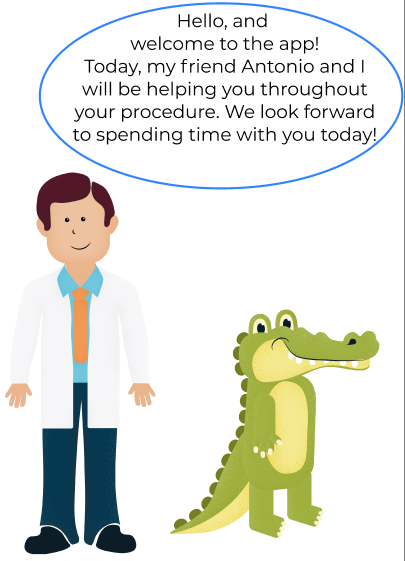 Hello, and
welcome to the app!
Today, my friend Antonio and I
will be helping you throughout
your procedure. We look forward
to spending time with you today!